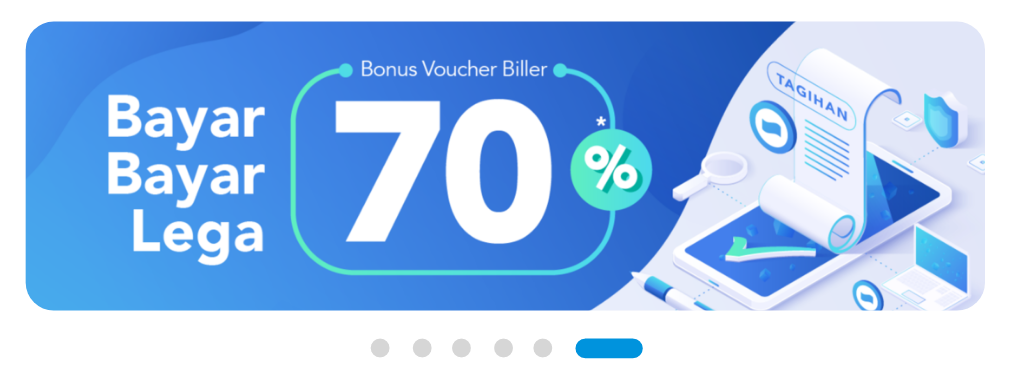 Bayar
Bayar
Lega
Bonus Voucher Biller
70%*
TAGIHAN